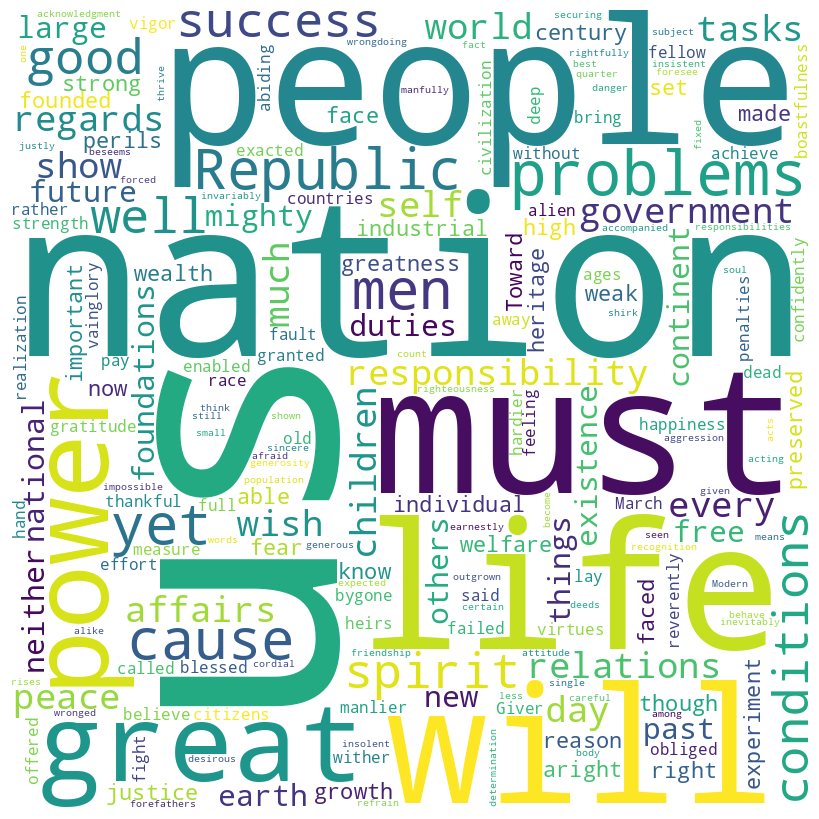 acknowledgment
vigor
large
success
wrongdoing
world
securing
subject
one
fact
century
tasks
good
people
rightfully
insistent
fellow
strong
thrive
abiding
best
foresee
quarter
boastfulness
founded
manfully
civilization
deep
danger
set
face
bring
made
regards
perils
exacted
fixed
justly
beseems
Republic
without
achieve
show
forced
problems
future
invariably
countries
self
alien
government
rather
well
mighty
strength
industrial
high
accompanied
responsibilities
nation
much
greatness
Toward
heritage
ages
soul
continent
confidently
realization
important
vainglory
wealth
men
weak
penalties
shirk
duties
away
fault
pay
granted
count
enabled
responsibility
dead
foundations
now
race
righteousness
us
must
children
hardier
feeling
existence
happiness
preserved
acts
gratitude
think
shown
still
small
old
sincere
aggression
acting
power
afraid
generosity
neither
national
hand
population
impossible
thankful
full
able
individual
March
given
every
yet
words
wish
earnestly
become
things
free
seen
means
measure
fear
generous
life
others
welfare
recognition
effort
know
outgrown
said
lay
faced
reverently
Modern
conditions
bygone
expected
certain
deeds
behave
inevitably
affairs
heirs
failed
virtues
cause
alike
cordial
friendship
attitude
called
blessed
spirit
relations
rises
single
peace
new
less
careful
though
manlier
Giver
day
among
experiment
wronged
believe
citizens
great
will
past
offered
insolent
reason
obliged
fight
desirous
wither
body
aright
right
justice
forefathers
earth
growth
refrain
determination